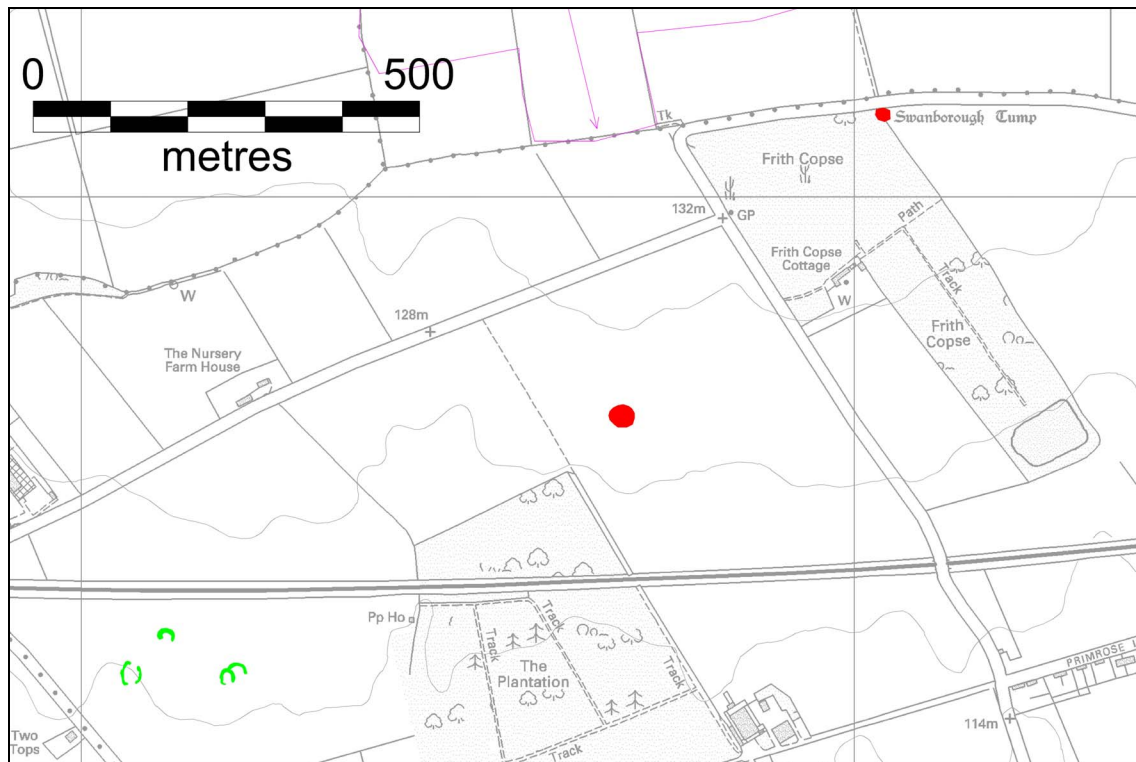 0 500
metres
Tk
Swanborough Tump
Frith Copse
132m
GP
Path
Frith Copse
Cottage
Track
W
W
128m
Frith
Copse
The Nursery
Farm House
Pp Ho
Track
Track
The
Plantation
Track
Track
PRIMROSE L
114m
Two
Tops